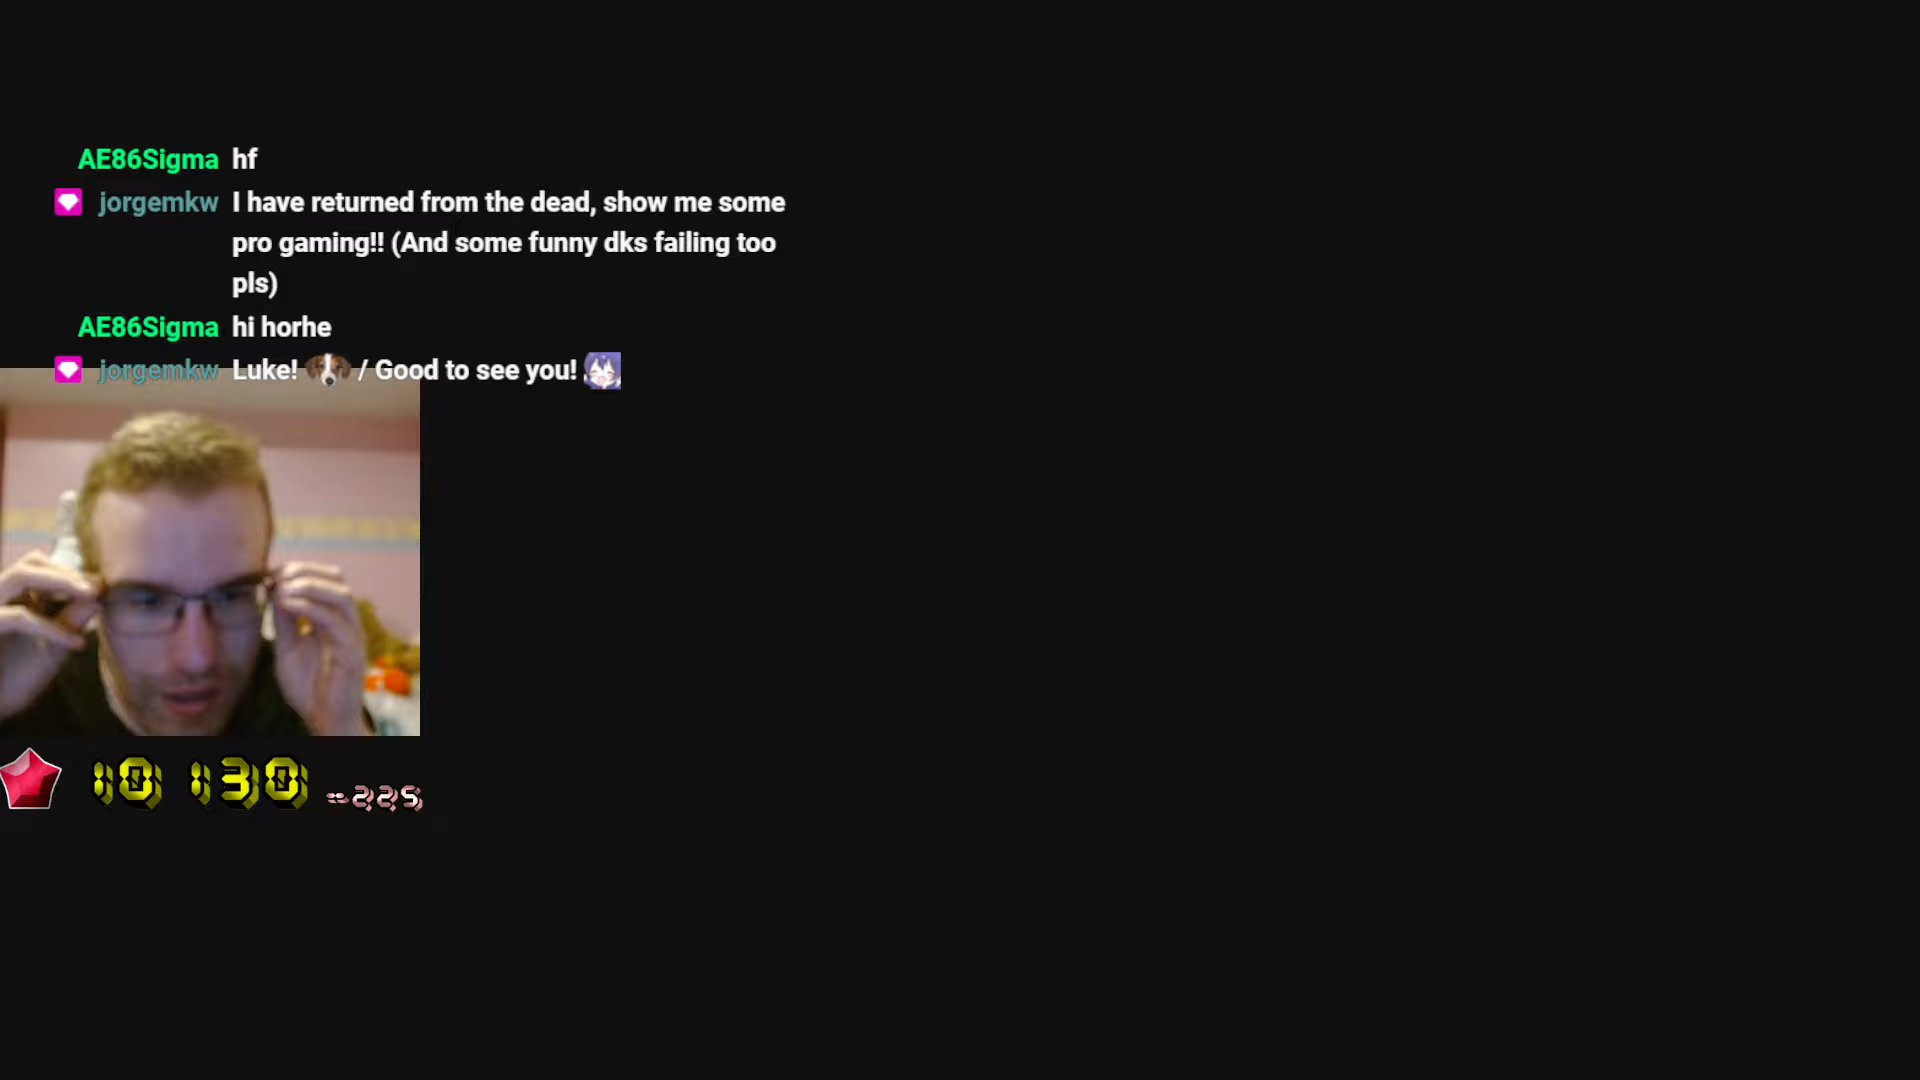 AE86Sigma hf
jorgemkw I have returned from the dead, show me some
pro gaming!! (And some funny dks failing too
pls)
AE86Sigma hi horhe
jorgemkw Luke! / Good to see you!
10 130 -225